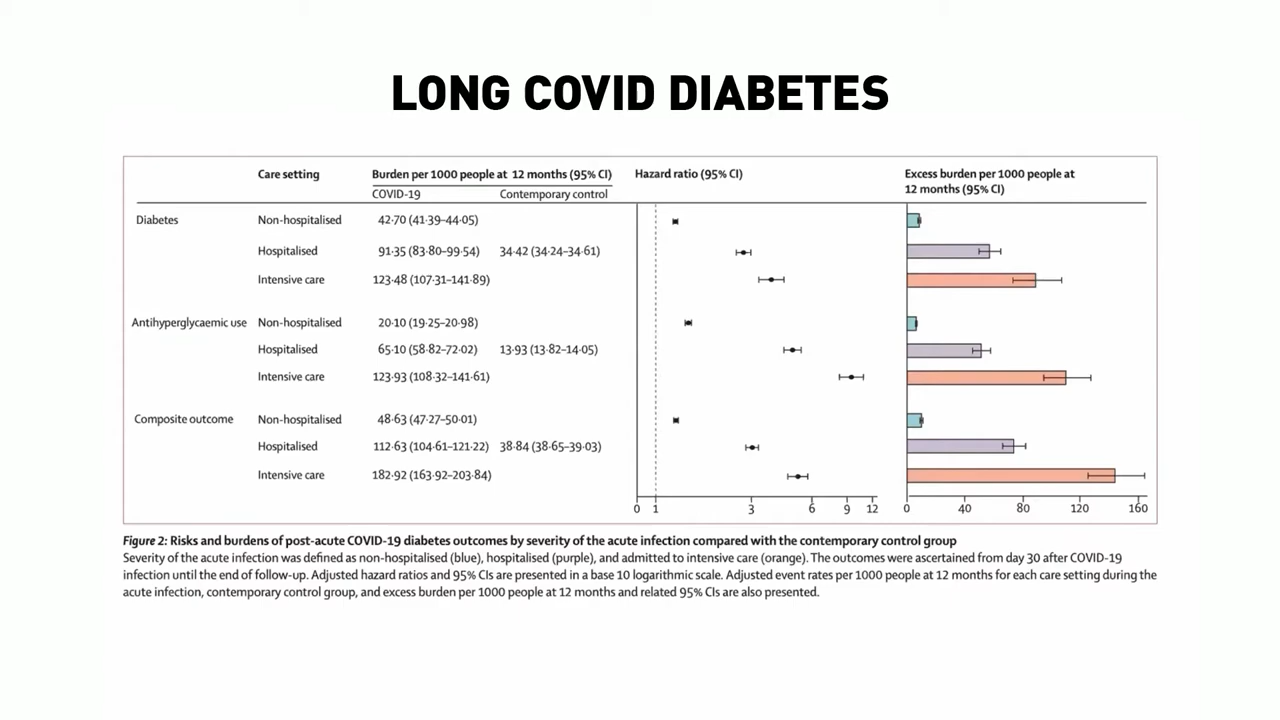 LONG COVID DIABETES
Care setting Burden per 1000 people at 12 months (95% CI) Hazard ratio (95% CI) Excess burden per 1000 people at
12 months (95% CI)
COVID-19 Contemporary control
Diabetes Non-hospitalised 42·70 (41·39–44·05)
Hospitalised 91·35 (83·80–99·54) 34·42 (34·24–34·61)
Intensive care 123·48 (107·31–141·89)
Antihyperglycaemic use Non-hospitalised 20·10 (19·25–20·98)
Hospitalised 65·10 (58·82–72·02) 13·93 (13·82–14·05)
Intensive care 123·93 (108·32–141·61)
Composite outcome Non-hospitalised 48·63 (47·27–50·01)
Hospitalised 112·63 (104·61–121·22) 38·84 (38·65–39·03)
Intensive care 182·92 (163·92–203·84)
0 1 3 6 9 12 0 40 80 120 160
Figure 2: Risks and burdens of post-acute COVID-19 diabetes outcomes by severity of the acute infection compared with the contemporary control group
Severity of the acute infection was defined as non-hospitalised (blue), hospitalised (purple), and admitted to intensive care (orange). The outcomes were ascertained from day 30 after COVID-19
infection until the end of follow-up. Adjusted hazard ratios and 95% CIs are presented in a base 10 logarithmic scale. Adjusted event rates per 1000 people at 12 months for each care setting during the
acute infection, contemporary control group, and excess burden per 1000 people at 12 months and related 95% CIs are also presented.